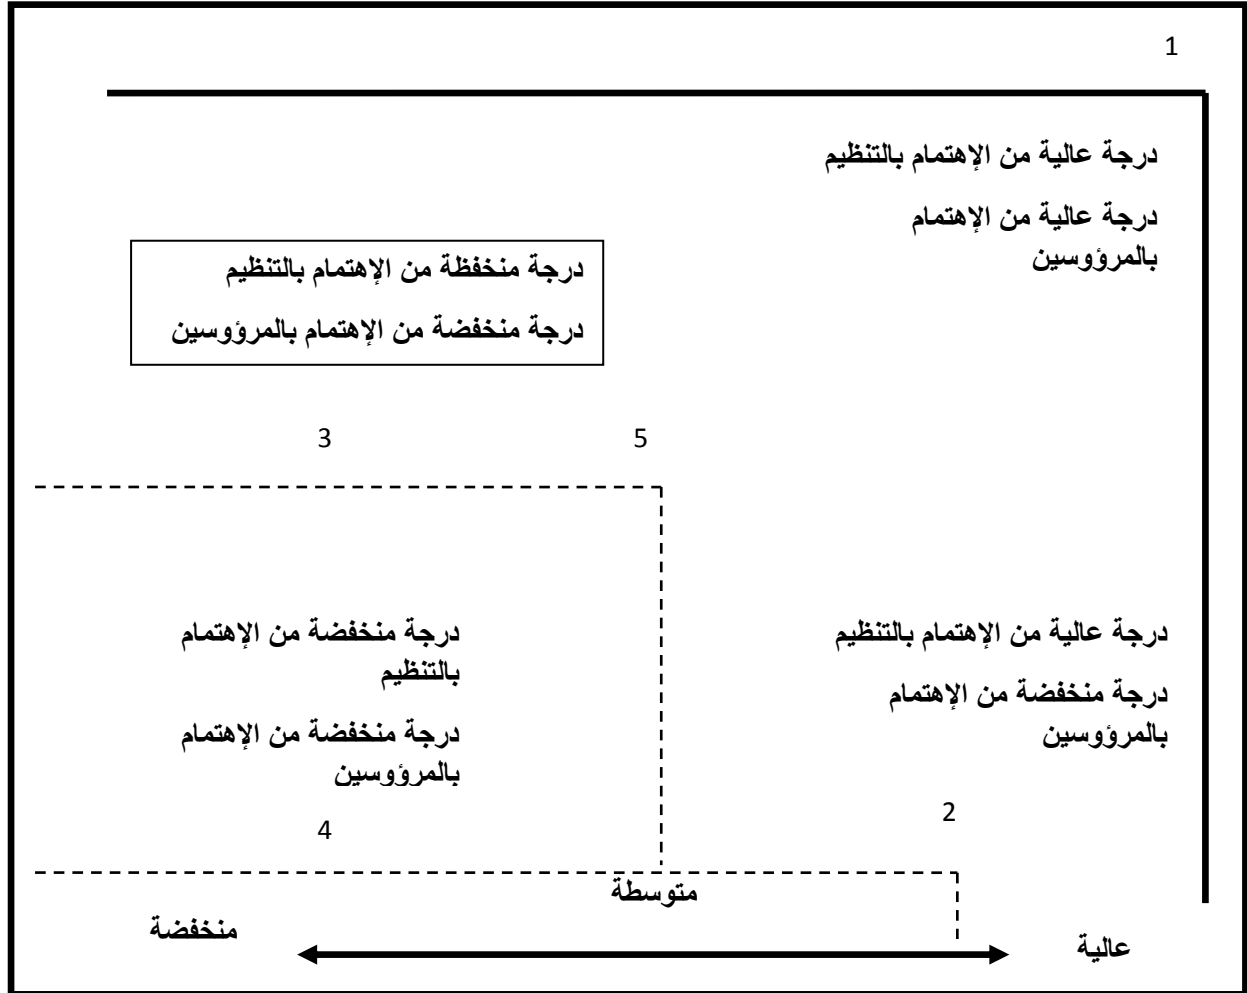 1
درجة عالية من الإهتمام بالتنظيم
درجة عالية من الإهتمام
بالمرؤوسين
درجة منخفظة من الإهتمام بالتنظيم
درجة منخفضة من الإهتمام بالمرؤوسين
5
3
درجة عالية من الإهتمام بالتنظيم
درجة منخفضة من الإهتمام
بالمرؤوسين
درجة منخفضة من الإهتمام
بالتنظيم
درجة منخفضة من الإهتمام
بالمرؤوسين
2
4
متوسطة
عالية
منخفضة